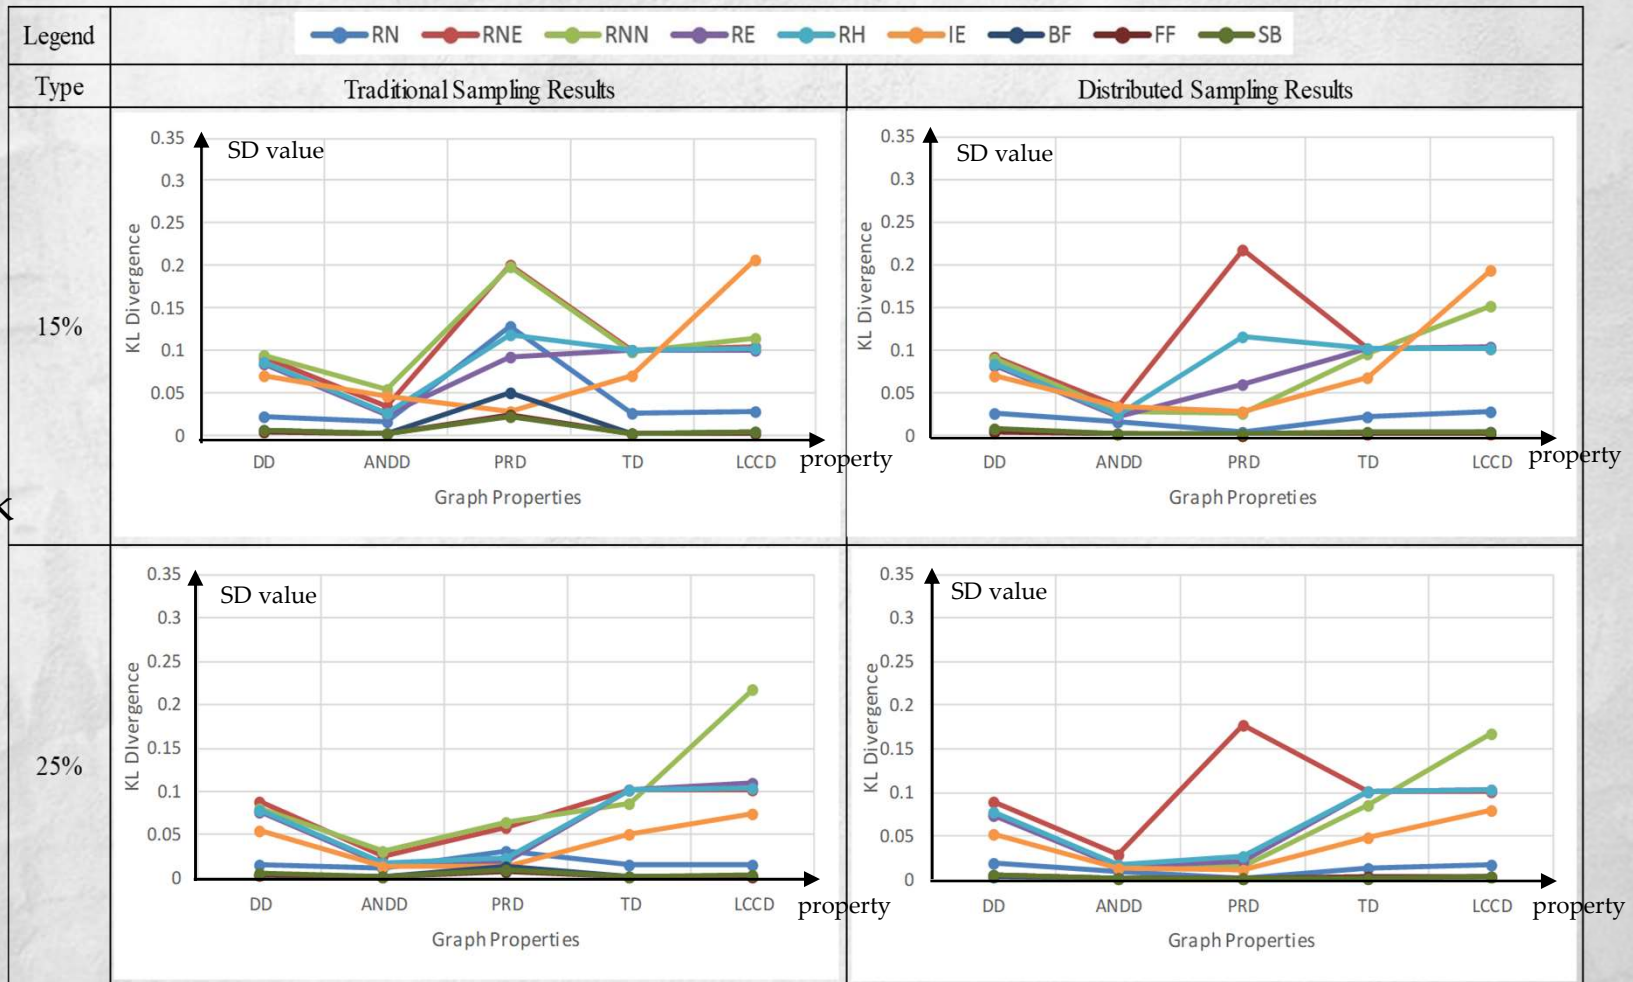 Legend RN RNE RNN RE RH IE BF FF SB
Type Traditional Sampling Results Distributed Sampling Results
15%
0.35
0.3
0.25
0.2
0.15
0.1
0.05
0
SD value
KL Divergence
DD ANDD PRD TD LCCD property
Graph Properties
0.35
0.3
0.25
0.2
0.15
0.1
0.05
0
SD value
KL Divergence
DD ANDD PRD TD LCCD property
Graph Propreties
K
25%
0.35
0.3
0.25
0.2
0.15
0.1
0.05
0
SD value
KL DIvergence
DD ANDD PRD TD LCCD property
Graph Properties
0.35
0.3
0.25
0.2
0.15
0.1
0.05
0
SD value
KL Divergence
DD ANDD PRD TD LCCD property
Graph Properties